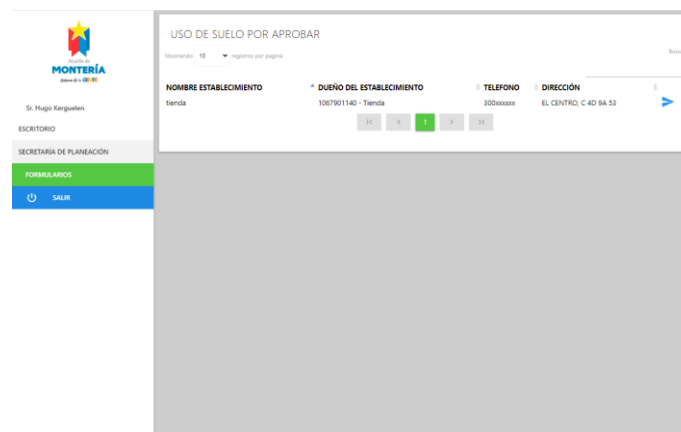 Alcaldía de
MONTERÍA
Sr. Hugo Kerguelen
ESCRITORIO
SECRETARÍA DE PLANEACIÓN
FORMULARIOS
SALIR
USO DE SUELO POR APROBAR
Mostrando 10 registros por pagina
Busc
NOMBRE ESTABLECIMIENTO DUEÑO DEL ESTABLECIMIENTO TELEFONO DIRECCIÓN
tienda 1067901140 - Tienda 300xxxxxx EL CENTRO, C 4D 9A 53
1